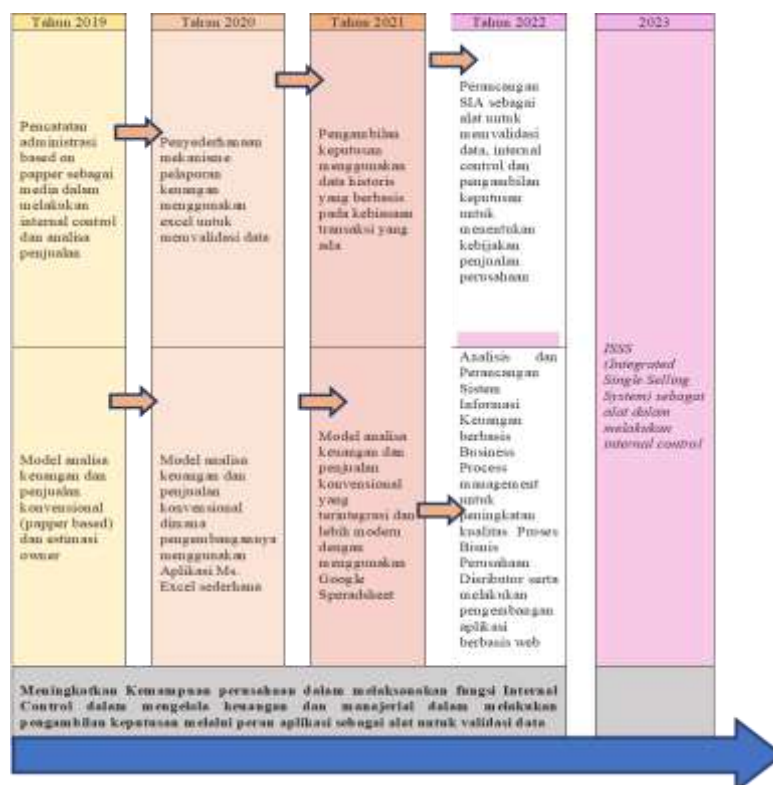 Tahun 2019
Tahun 2020
Tahun 2021
Tahun 2022
2023
Pencatatan
administrasi
based on
papper sebagai
media dalam
melakukan
internal control
dan analisa
penjualan
Penyederhanaan
mekanisme
pelaporan
keuangan
menggunakan
excel untuk
memvalidasi data
Pengambilan
keputusan
menggunakan
data historis
yang berbasis
pada kebiasaan
transaksi yang
ada
Perancangan
SIA sebagai
alat untuk
memvalidasi
data, internal
control dan
pengambilan
keputusan
untuk
menentukan
kebijakan
penjualan
perusahaan
Model analisa
keuangan dan
penjualan
konvensional
(papper based)
dan estimasi
owner
Model analisa
keuangan dan
penjualan
konvensional
dimana
pengembangannya
menggunakan
Aplikasi Ms.
Excel sederhana
Model analisa
keuangan dan
penjualan
konvensional
yang
terintegrasi dan
lebih modern
dengan
menggunakan
Google
Speradsheet
Analisis dan
Perancangan
Sistem
Informasi
Keuangan
berbasis
Business
Process
management
untuk
peningkatan
kualitas Proses
Bisnis
Perusahaan
Disributor serta
melakukan
pengembangan
aplikasi
berbasis web
ISSS
(Integrated
Single Selling
System) sebagai
alat dalam
melakukan
internal control
Meningkatkan Kemampuan perusahaan dalam melaksanakan fungsi Internal
Control dalam mengelola keuangan dan manajerial dalam melakukan
pengambilan keputusan melalui peran aplikasi sebagai alat untuk validasi data